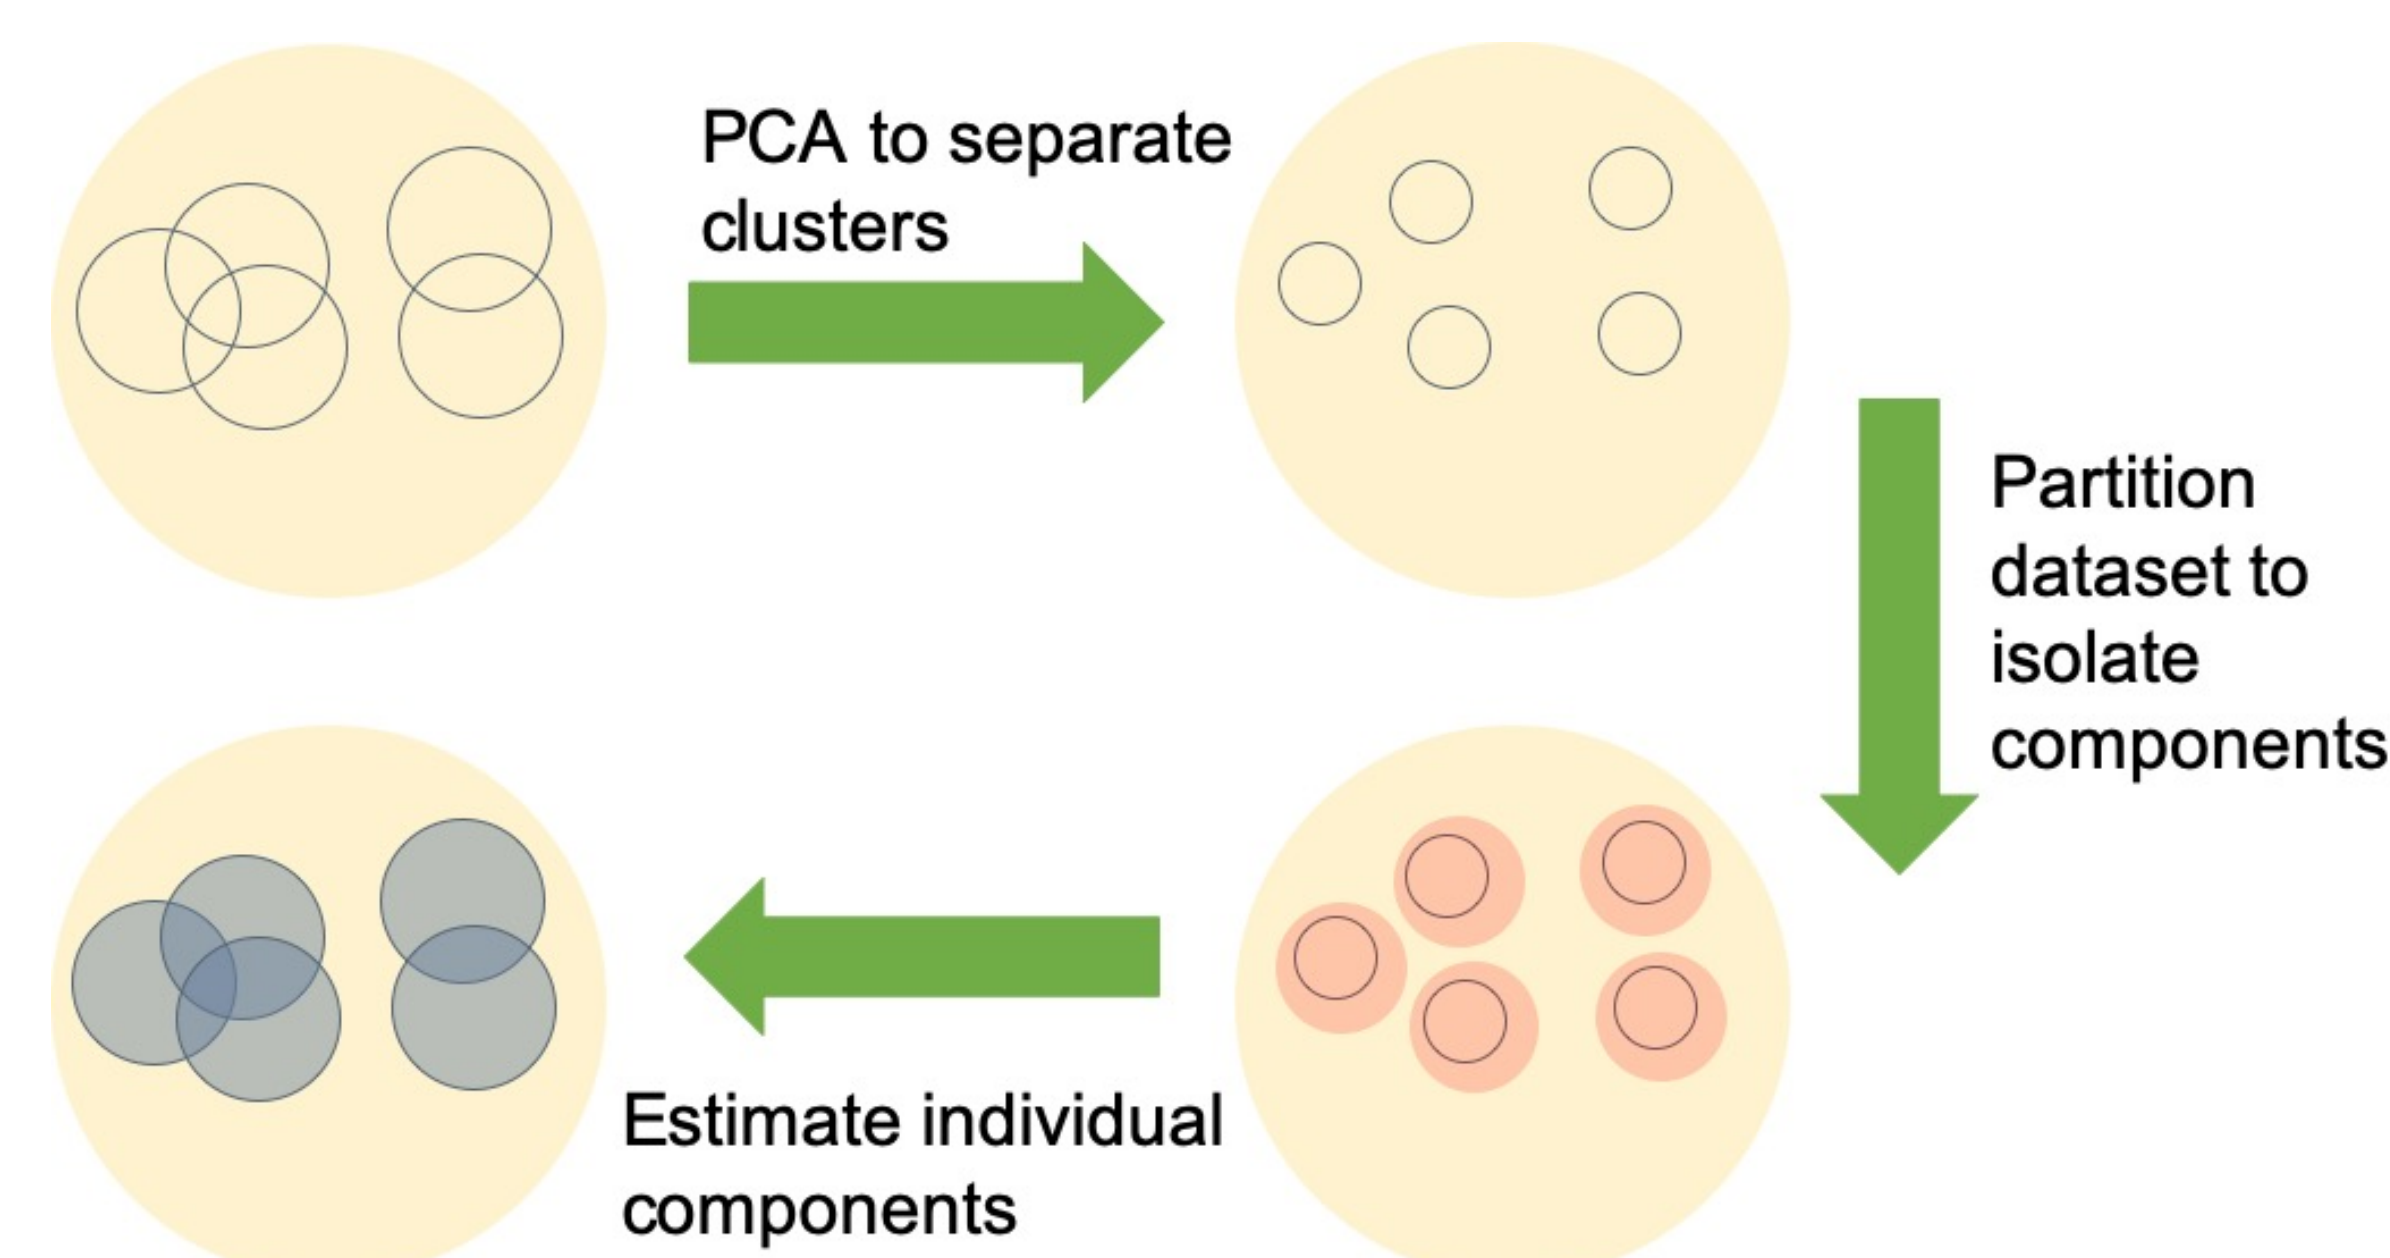 PCA to separate
clusters
Partition
dataset to
isolate
components
Estimate individual
components